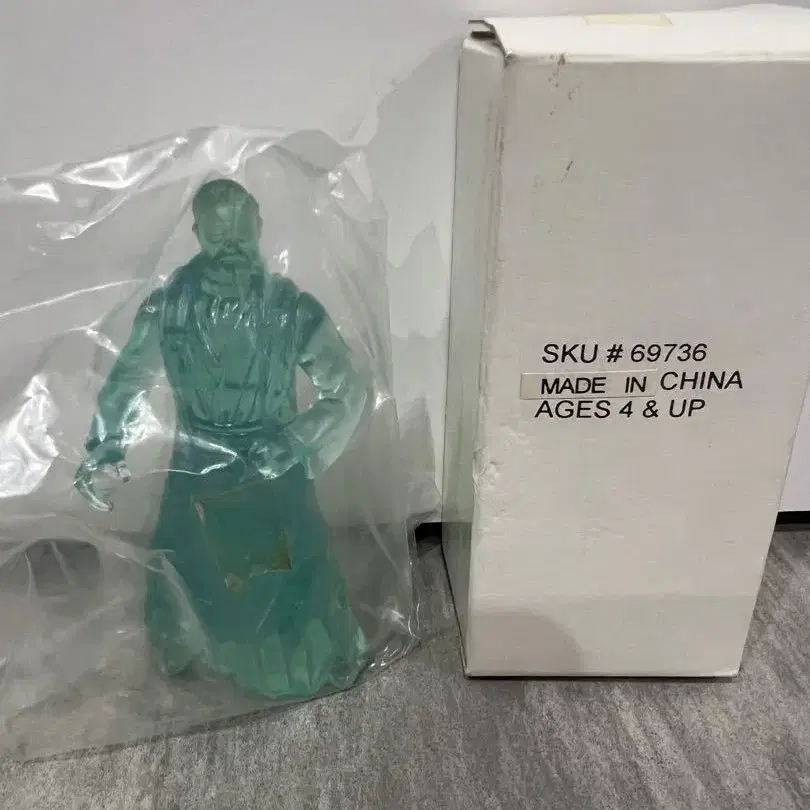 SKU # 69736
MADE IN CHINA
AGES 4 & UP